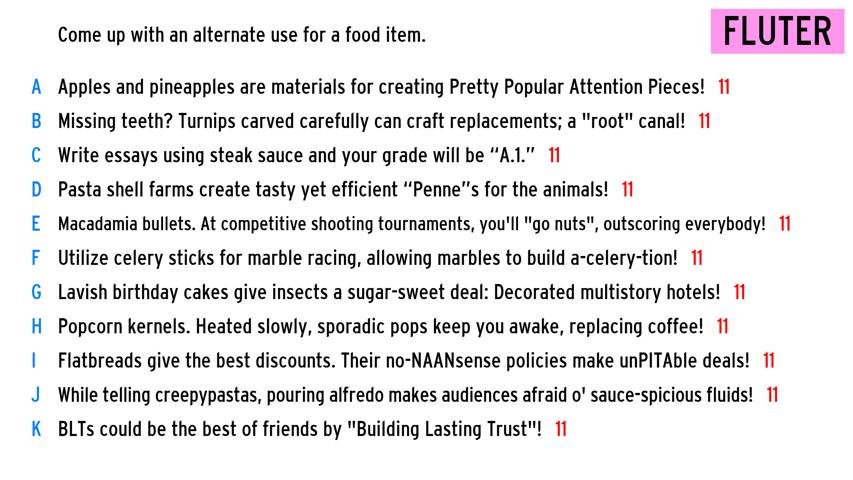 Come up with an alternate use for a food item.
FLUTER
A Apples and pineapples are materials for creating Pretty Popular Attention Pieces! 11
B Missing teeth? Turnips carved carefully can craft replacements; a "root" canal! 11
C Write essays using steak sauce and your grade will be “A.1.” 11
D Pasta shell farms create tasty yet efficient “Penne”s for the animals! 11
E Macadamia bullets. At competitive shooting tournaments, you'll "go nuts", outscoring everybody! 11
F Utilize celery sticks for marble racing, allowing marbles to build a-celery-tion! 11
G Lavish birthday cakes give insects a sugar-sweet deal: Decorated multistory hotels! 11
H Popcorn kernels. Heated slowly, sporadic pops keep you awake, replacing coffee! 11
I Flatbreads give the best discounts. Their no-NAANsense policies make unPITAble deals! 11
J While telling creepypastas, pouring alfredo makes audiences afraid o' sauce-spicious fluids! 11
K BLTs could be the best of friends by "Building Lasting Trust"! 11